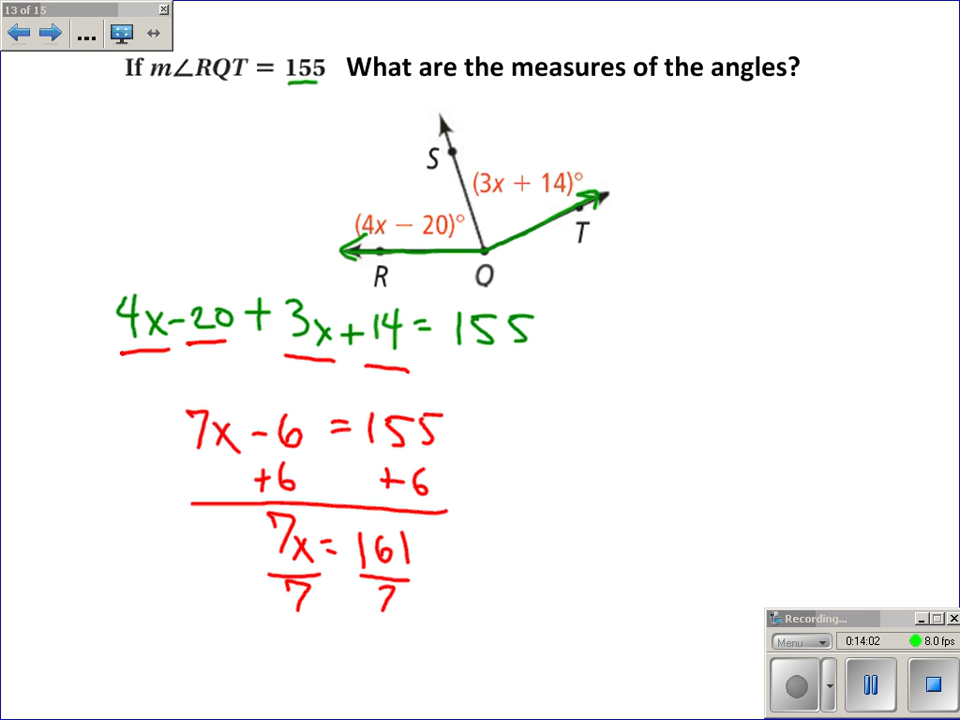 13 of 15
...
If m∠RQT = 155 What are the measures of the angles?
S
(3x + 14)°
(4x − 20)°
T
R
Q
4x-20 + 3x+14 = 155
7x - 6 = 155
+6 +6
7x = 161
7 7
Recording...
Menu
0:14:02
8.0 fps